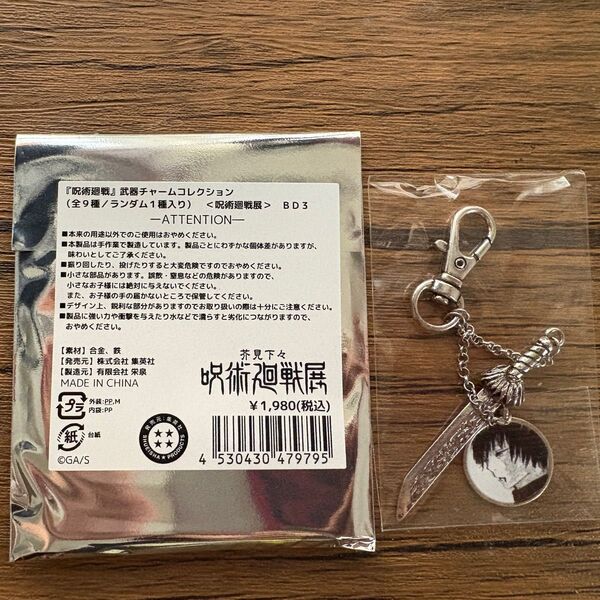 『呪術廻戦』武器チャームコレクション
(全9種/ランダム1種入り) <呪術廻戦展> BD3
―ATTENTION―
■本来の用途以外でのご使用はおやめください。
■本製品は手作業で製造しています。製品ごとにわずかな個体差がありますが、
味わいとしてご了承ください。
■振り回したり、投げたりすると大変危険ですのでおやめください。
■小さな部品があります。誤飲・窒息などの危険がありますので、
小さなお子様には絶対に与えないでください。
また、お子様の手の届かないところで保管してください。
■デザイン上、鋭利な部分がありますのでお取り扱いの際は十分にご注意ください。
■製品に強い力や衝撃を与えたり水などで濡らすと劣化につながりますので、
おやめください。
【素材】合金、鉄
【発売元】株式会社 集英社
【製造元】有限会社 栄泉
MADE IN CHINA
プラ
外装:PP,M
内袋:PP
紙
台紙
©GA/S
芥見下々
呪術廻戦展
¥1,980(税込)
発売元:集英社
SHUEISHA★PRODUCTS
4 530430 479795